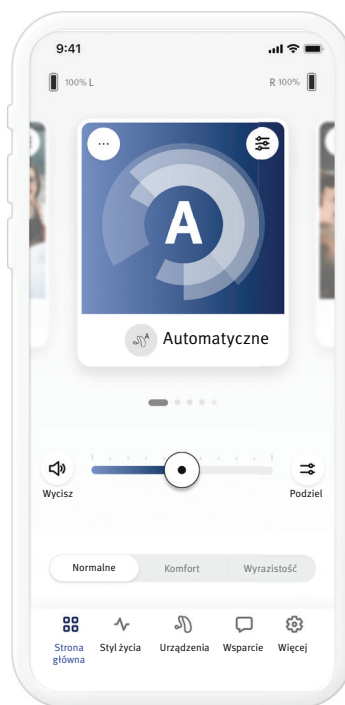 9:41
100% L
R 100%
...
A
A
Automatyczne
Wycisz
Podziel
Normalne
Komfort
Wyrazistość
Strona
główna
Styl życia
Urządzenia
Wsparcie
Więcej